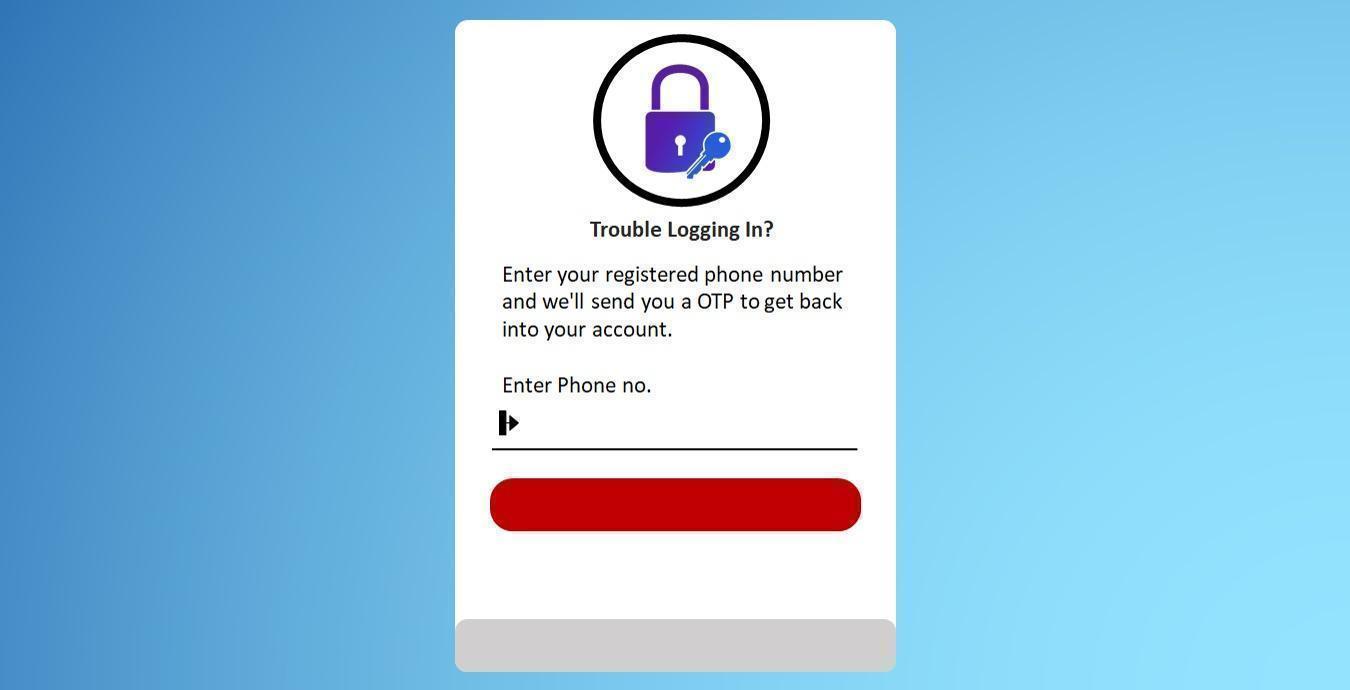 Trouble Logging In?
Enter your registered phone number
and we'll send you a OTP to get back
into your account.
Enter Phone no.